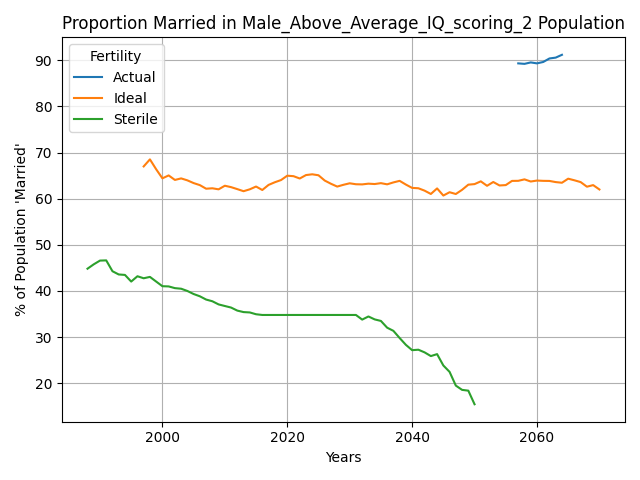 Proportion Married in Male_Above_Average_IQ_scoring_2 Population
Fertility
Actual
Ideal
Sterile
% of Population 'Married'
90
80
70
60
50
40
30
20
2000
2020
2040
2060
Years